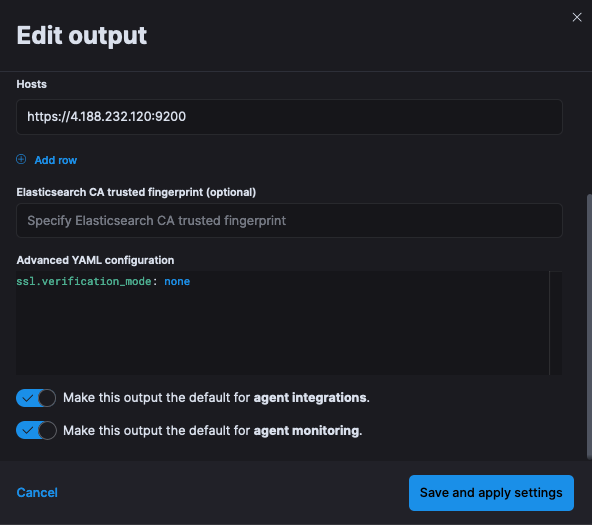 Edit output
Hosts
https://4.188.232.120:9200
Add row
Elasticsearch CA trusted fingerprint (optional)
Specify Elasticsearch CA trusted fingerprint
Advanced YAML configuration
ssl.verification_mode: none
Make this output the default for agent integrations.
Make this output the default for agent monitoring.
Cancel
Save and apply settings